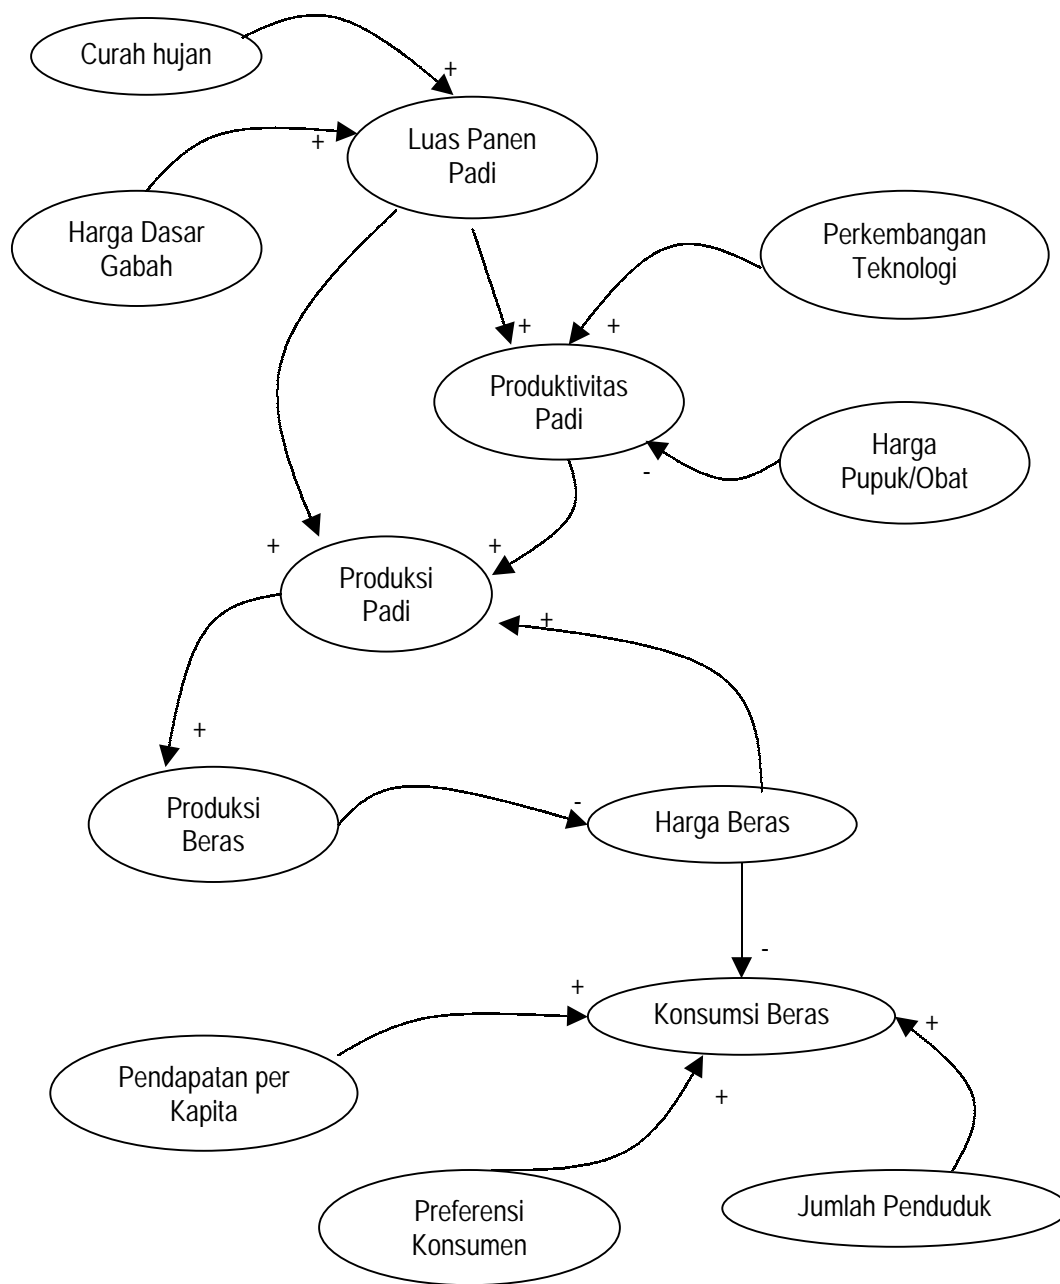 Curah hujan
+
Luas Panen
Padi
+
Harga Dasar
Gabah
Perkembangan
Teknologi
+
+
Produktivitas
Padi
Harga
Pupuk/Obat
-
+
+
Produksi
Padi
+
+
Produksi
Beras
-
Harga Beras
-
+
Konsumsi Beras
+
Pendapatan per
Kapita
+
Preferensi
Konsumen
Jumlah Penduduk